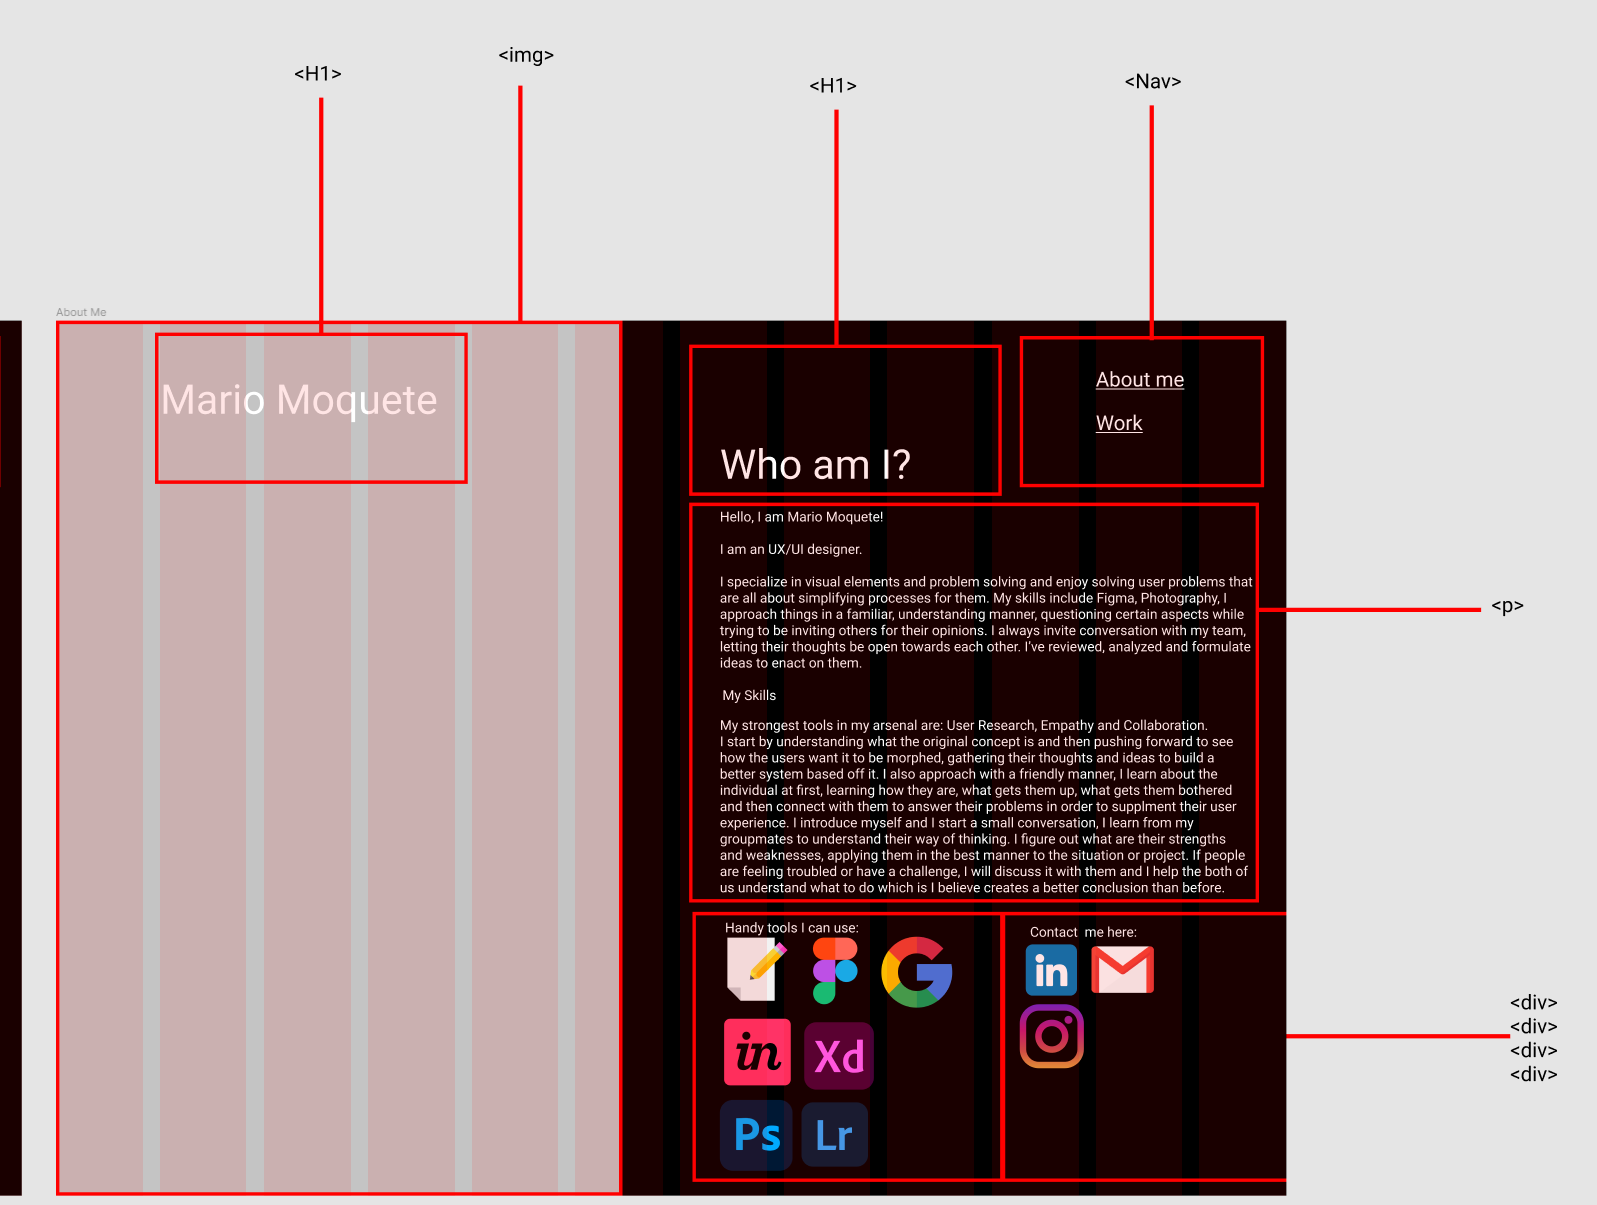 <H1>
<img>
<H1>
<Nav>
About Me
Mario Moquete
About me
Work
Who am I?
Hello, I am Mario Moquete!
I am an UX/UI designer.
I specialize in visual elements and problem solving and enjoy solving user problems that
are all about simplifying processes for them. My skills include Figma, Photography, I
approach things in a familiar, understanding manner, questioning certain aspects while
trying to be inviting others for their opinions. I always invite conversation with my team,
letting their thoughts be open towards each other. I've reviewed, analyzed and formulate
ideas to enact on them.
<p>
My Skills
My strongest tools in my arsenal are: User Research, Empathy and Collaboration.
I start by understanding what the original concept is and then pushing forward to see
how the users want it to be morphed, gathering their thoughts and ideas to build a
better system based off it. I also approach with a friendly manner, I learn about the
individual at first, learning how they are, what gets them up, what gets them bothered
and then connect with them to answer their problems in order to supplment their user
experience. I introduce myself and I start a small conversation, I learn from my
groupmates to understand their way of thinking. I figure out what are their strengths
and weaknesses, applying them in the best manner to the situation or project. If people
are feeling troubled or have a challenge, I will discuss it with them and I help the both of
us understand what to do which is I believe creates a better conclusion than before.
Handy tools I can use:
Contact me here:
in
in
Xd
Ps
Lr
<div>
<div>
<div>
<div>